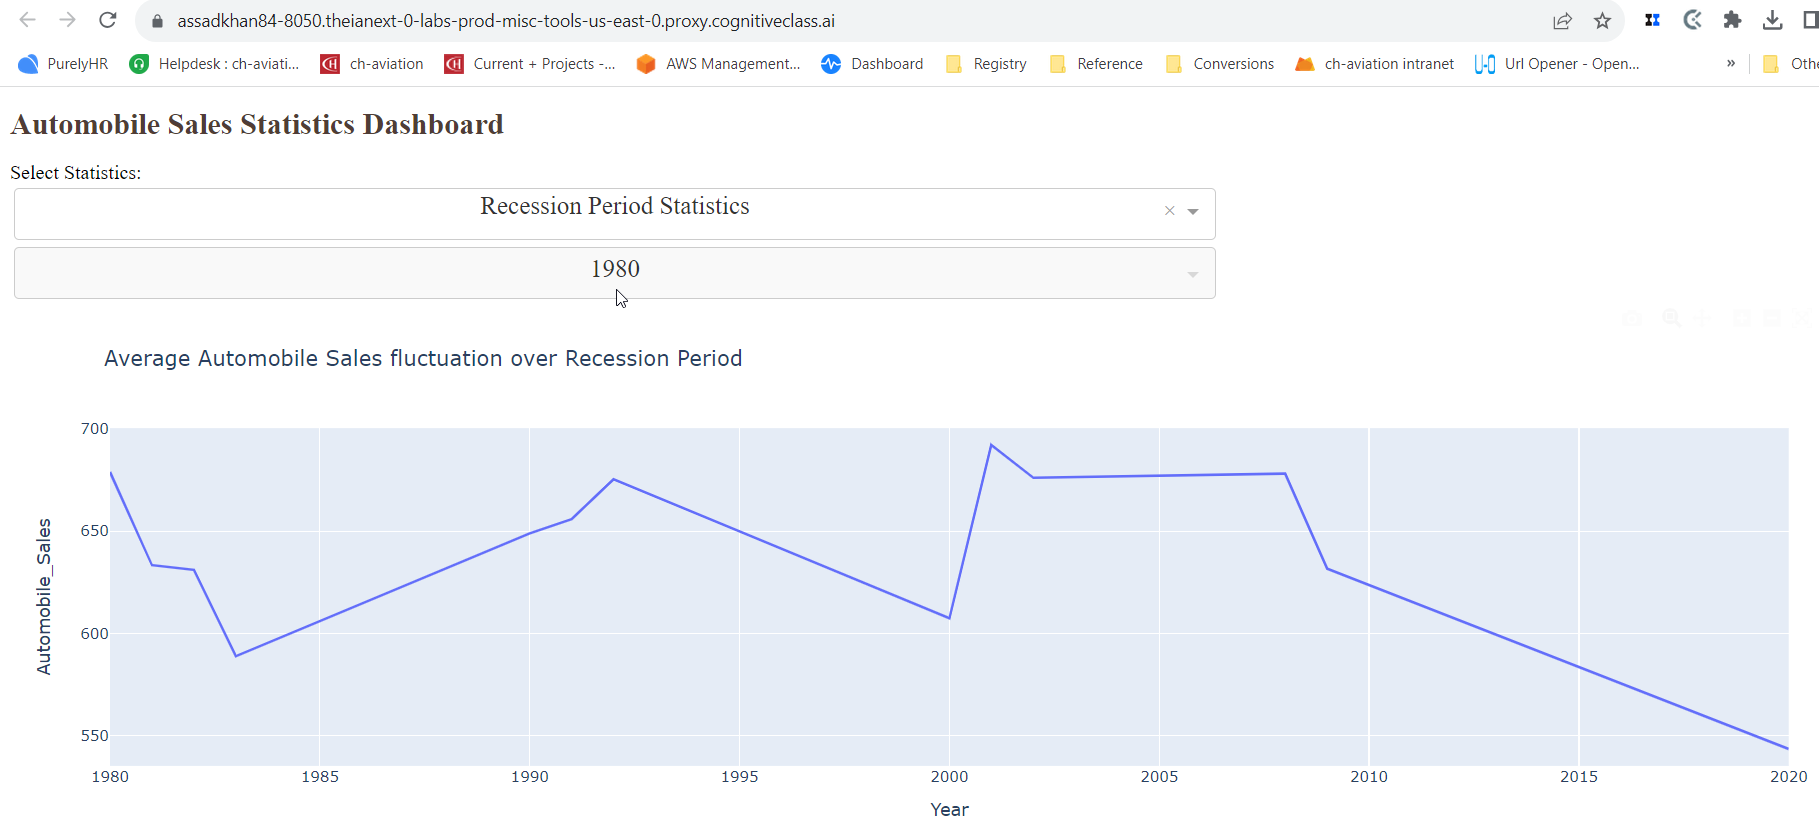 assadkhan84-8050.theianext-0-labs-prod-misc-tools-us-east-0.proxy.cognitiveclass.ai
PurelyHR Helpdesk : ch-aviati... CH ch-aviation CH Current + Projects -... AWS Management... Dashboard Registry Reference Conversions ch-aviation intranet Url Opener - Open... » Othe
Automobile Sales Statistics Dashboard
Select Statistics:
Recession Period Statistics ×
1980
Average Automobile Sales fluctuation over Recession Period
700
650
600
550
Automobile_Sales
1980 1985 1990 1995 2000 2005 2010 2015 2020
Year